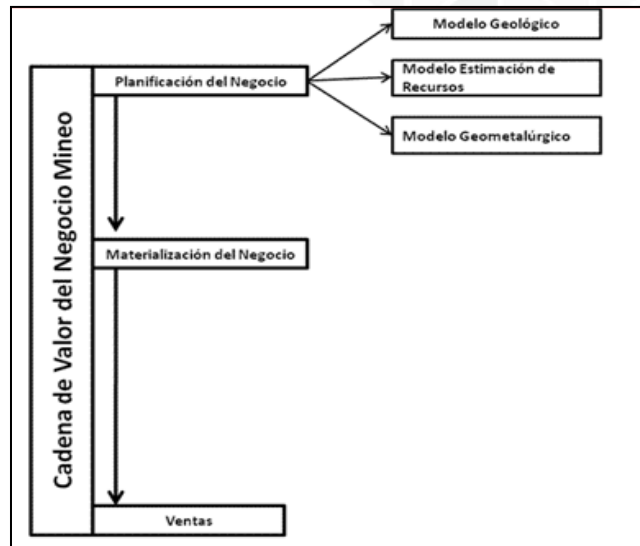 Cadena de Valor del Negocio Mineo
Planificación del Negocio
Modelo Geológico
Modelo Estimación de
Recursos
Modelo Geometalúrgico
Materialización del Negocio
Ventas